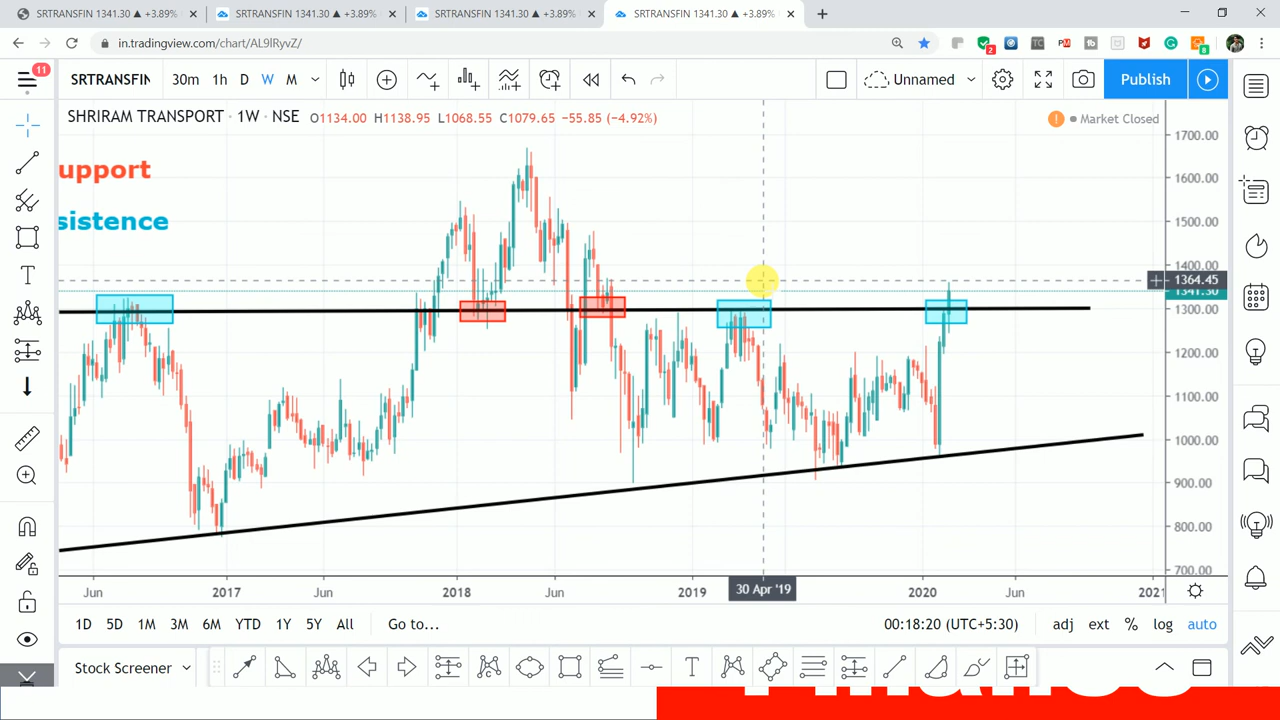 SRTRANSFIN 1341.30 ▲ +3.89% SRTRANSFIN 1341.30 ▲ +3.89% SRTRANSFIN 1341.30 ▲ +3.89% SRTRANSFIN 1341.30 ▲ +3.89%
in.tradingview.com/chart/AL9lRyvZ/
2 8
11 SRTRANSFIN 30m 1h D W M Unnamed Publish
SHRIRAM TRANSPORT · 1W · NSE O1134.00 H1138.95 L1068.55 C1079.65 −55.85 (−4.92%) Market Closed
1700.00
upport
1600.00
sistence
1500.00
1400.00
1364.45
1341.30
1300.00
1200.00
1100.00
1000.00
900.00
800.00
700.00
Jun 2017 Jun 2018 Jun 2019 30 Apr '19 2020 Jun 2021
1D 5D 1M 3M 6M YTD 1Y 5Y All Go to... 00:18:20 (UTC+5:30) adj ext % log auto
Stock Screener